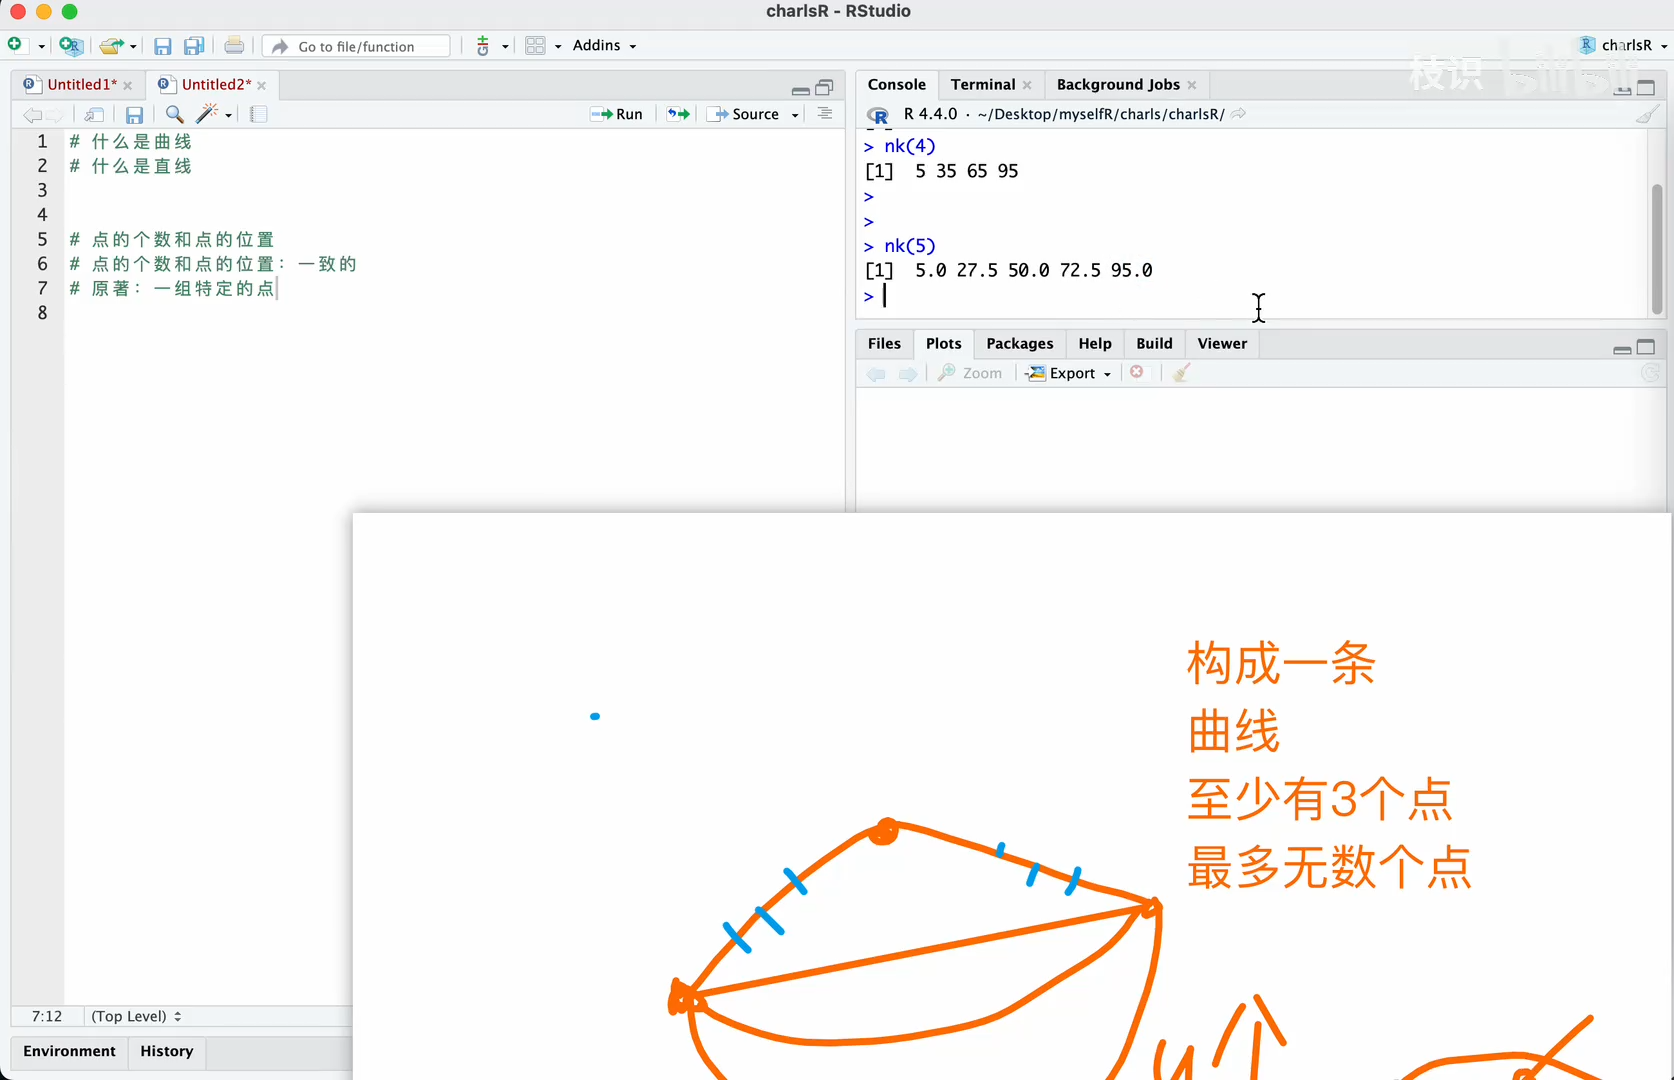 charlsR - RStudio
Go to file/function
Addins
charlsR
Untitled1*
Untitled2*
Run
Source
1 # 什么是曲线
2 # 什么是直线
3
4
5 # 点的个数和点的位置
6 # 点的个数和点的位置：一致的
7 # 原著：一组特定的点
8
7:12 (Top Level)
Environment History
Console Terminal Background Jobs
枝识 bilibili
R 4.4.0 · ~/Desktop/myselfR/charls/charlsR/
> nk(4)
[1] 5 35 65 95
>
>
> nk(5)
[1] 5.0 27.5 50.0 72.5 95.0
>
Files Plots Packages Help Build Viewer
Zoom Export
构成一条
曲线
至少有3个点
最多无数个点